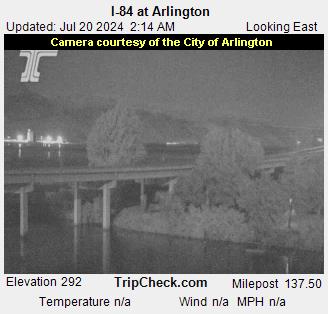 I-84 at Arlington
Updated: Jul 20 2024 2:14 AM Looking East
Camera courtesy of the City of Arlington
Elevation 292 TripCheck.com Milepost 137.50
Temperature n/a Wind n/a MPH n/a